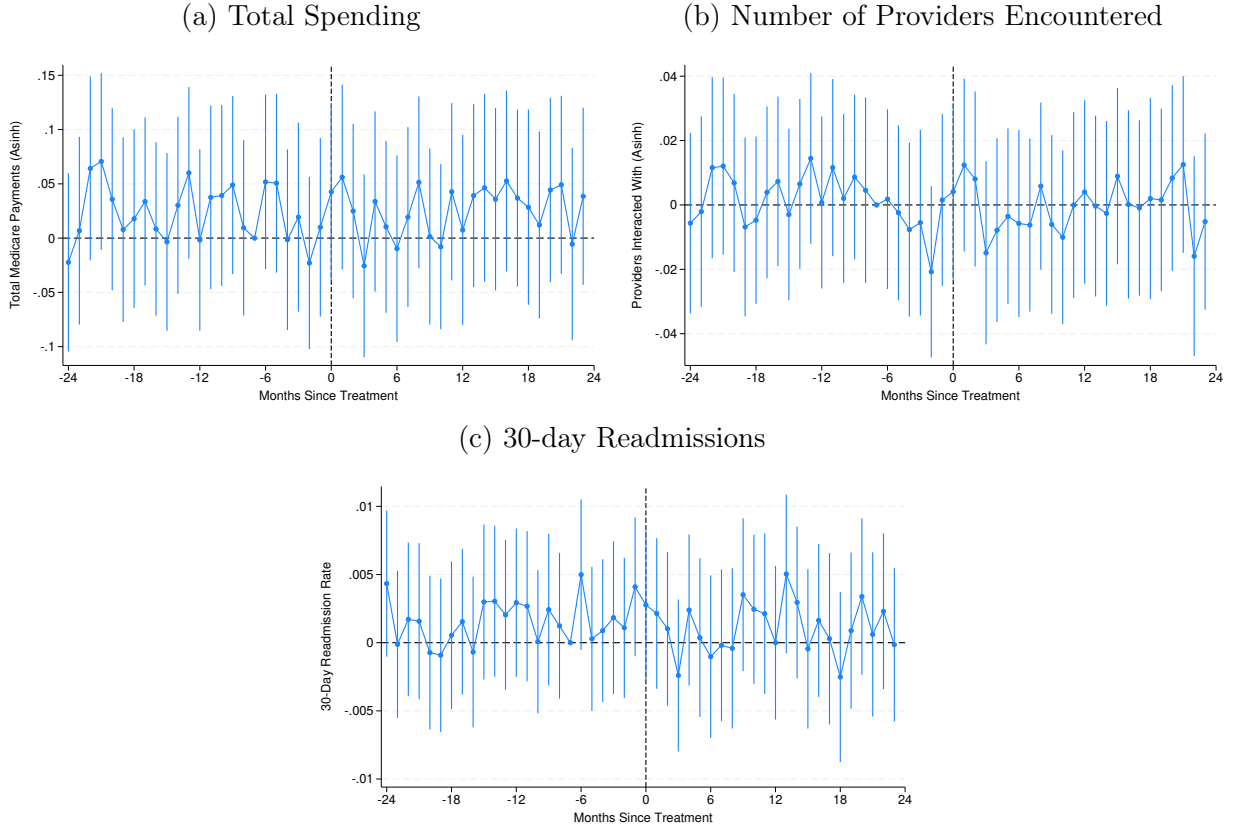 (a) Total Spending
(b) Number of Providers Encountered
Total Medicare Payments (Asinh)
.15
.1
.05
0
-.05
-.1
-24 -18 -12 -6 0 6 12 18 24
Months Since Treatment
Providers Interacted With (Asinh)
.04
.02
0
-.02
-.04
-24 -18 -12 -6 0 6 12 18 24
Months Since Treatment
(c) 30-day Readmissions
30-Day Readmission Rate
.01
.005
0
-.005
-.01
-24 -18 -12 -6 0 6 12 18 24
Months Since Treatment